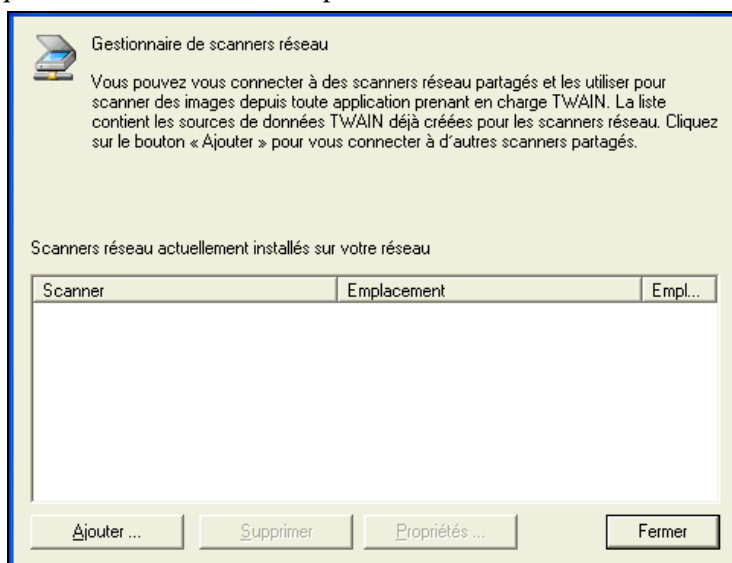 Gestionnaire de scanners réseau
Vous pouvez vous connecter à des scanners réseau partagés et les utiliser pour
scanner des images depuis toute application prenant en charge TWAIN. La liste
contient les sources de données TWAIN déjà créées pour les scanners réseau. Cliquez
sur le bouton « Ajouter » pour vous connecter à d´autres scanners partagés.
Scanners réseau actuellement installés sur votre réseau
Scanner Emplacement Empl...
Ajouter ... Supprimer Propriétés ... Fermer